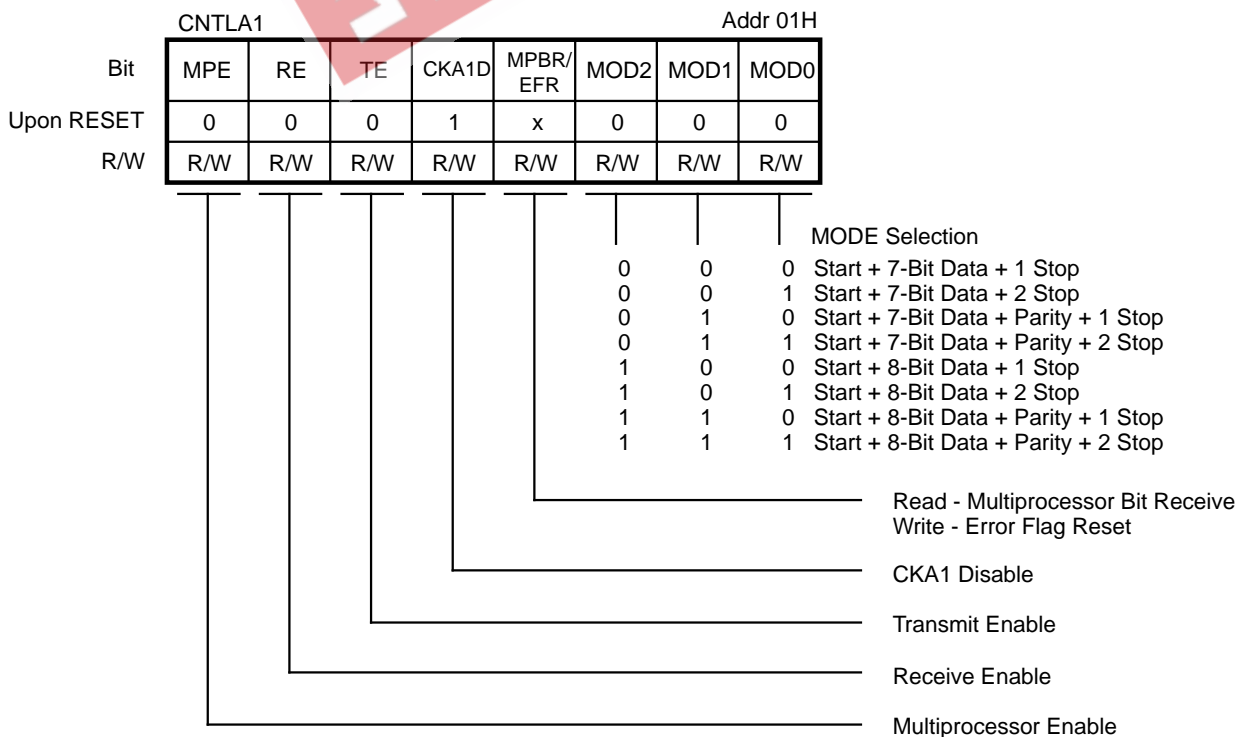 CNTLA1 Addr 01H
Bit MPE RE TE CKA1D MPBR/ EFR MOD2 MOD1 MOD0
Upon RESET 0 0 0 1 x 0 0 0
R/W R/W R/W R/W R/W R/W R/W R/W R/W
MODE Selection
0 0 0 Start + 7-Bit Data + 1 Stop
0 0 1 Start + 7-Bit Data + 2 Stop
0 1 0 Start + 7-Bit Data + Parity + 1 Stop
0 1 1 Start + 7-Bit Data + Parity + 2 Stop
1 0 0 Start + 8-Bit Data + 1 Stop
1 0 1 Start + 8-Bit Data + 2 Stop
1 1 0 Start + 8-Bit Data + Parity + 1 Stop
1 1 1 Start + 8-Bit Data + Parity + 2 Stop
Read - Multiprocessor Bit Receive
Write - Error Flag Reset
CKA1 Disable
Transmit Enable
Receive Enable
Multiprocessor Enable